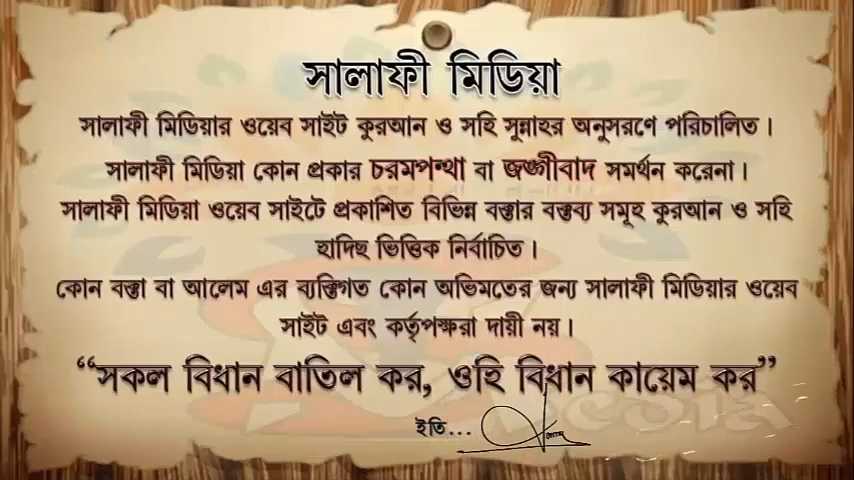 সালাফী মিডিয়া
সালাফী মিডিয়ার ওয়েব সাইট কুরআন ও সহি সুন্নাহর অনুসরণে পরিচালিত।
সালাফী মিডিয়া কোন প্রকার চরমপন্থা বা জঙ্গীবাদ সমর্থন করেনা।
সালাফী মিডিয়া ওয়েব সাইটে প্রকাশিত বিভিন্ন বক্তার বক্তব্য সমূহ কুরআন ও সহি
হাদিছ ভিত্তিক নির্বাচিত।
কোন বক্তা বা আলেম এর ব্যক্তিগত কোন অভিমতের জন্য সালাফী মিডিয়ার ওয়েব
সাইট এবং কর্তৃপক্ষরা দায়ী নয়।
“সকল বিধান বাতিল কর, ওহি বিধান কায়েম কর”
ইতি...